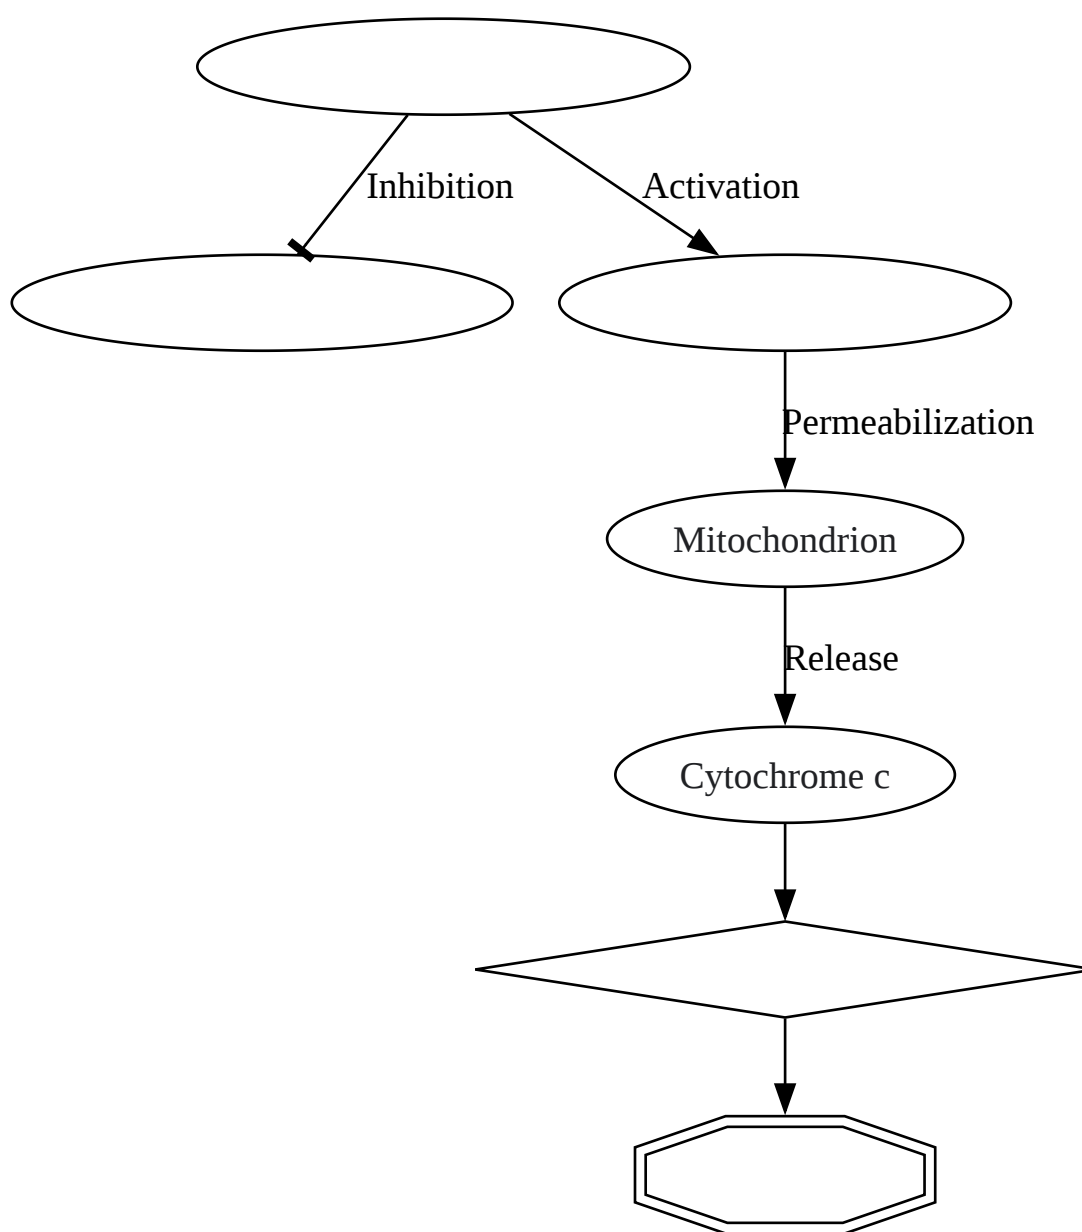 Inhibition
Activation
Permeabilization
Mitochondrion
Release
Cytochrome c